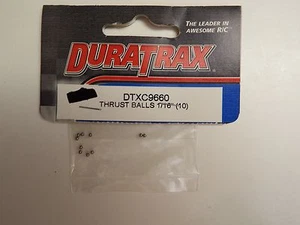 THE LEADER IN
AWESOME R/C
DURATRAX
DTXC9660
THRUST BALLS 1/16" (10)